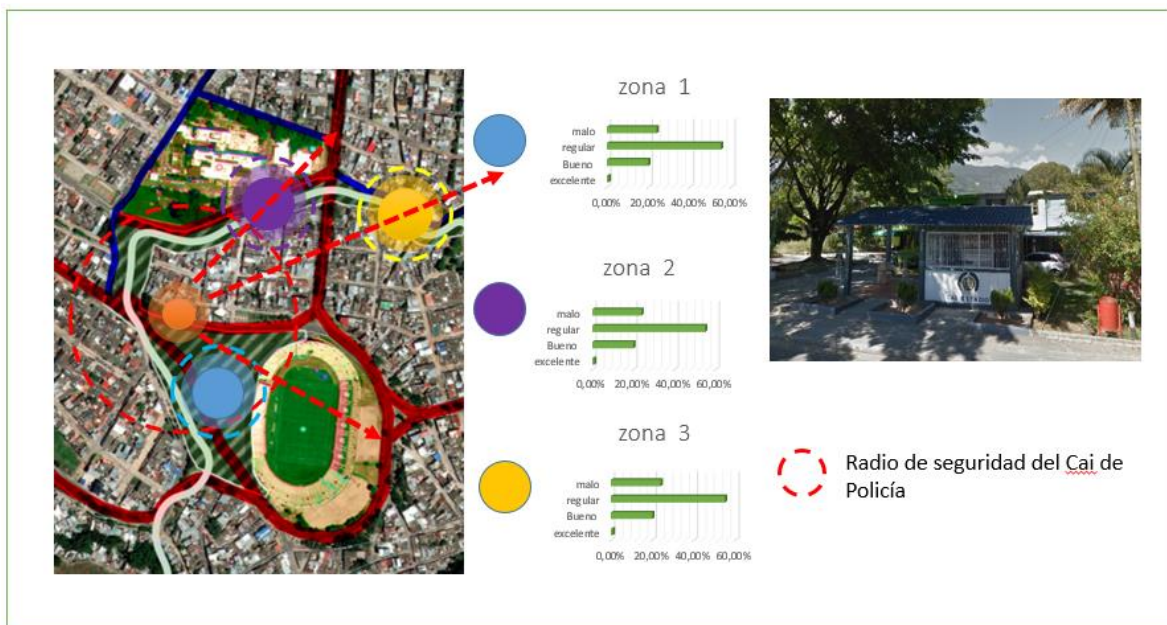 zona 1
malo
regular
Bueno
excelente
0,00% 20,00% 40,00% 60,00%
zona 2
malo
regular
Bueno
excelente
0,00% 20,00% 40,00% 60,00%
zona 3
malo
regular
Bueno
excelente
0,00% 20,00% 40,00% 60,00%
Radio de seguridad del Cai de
Policía